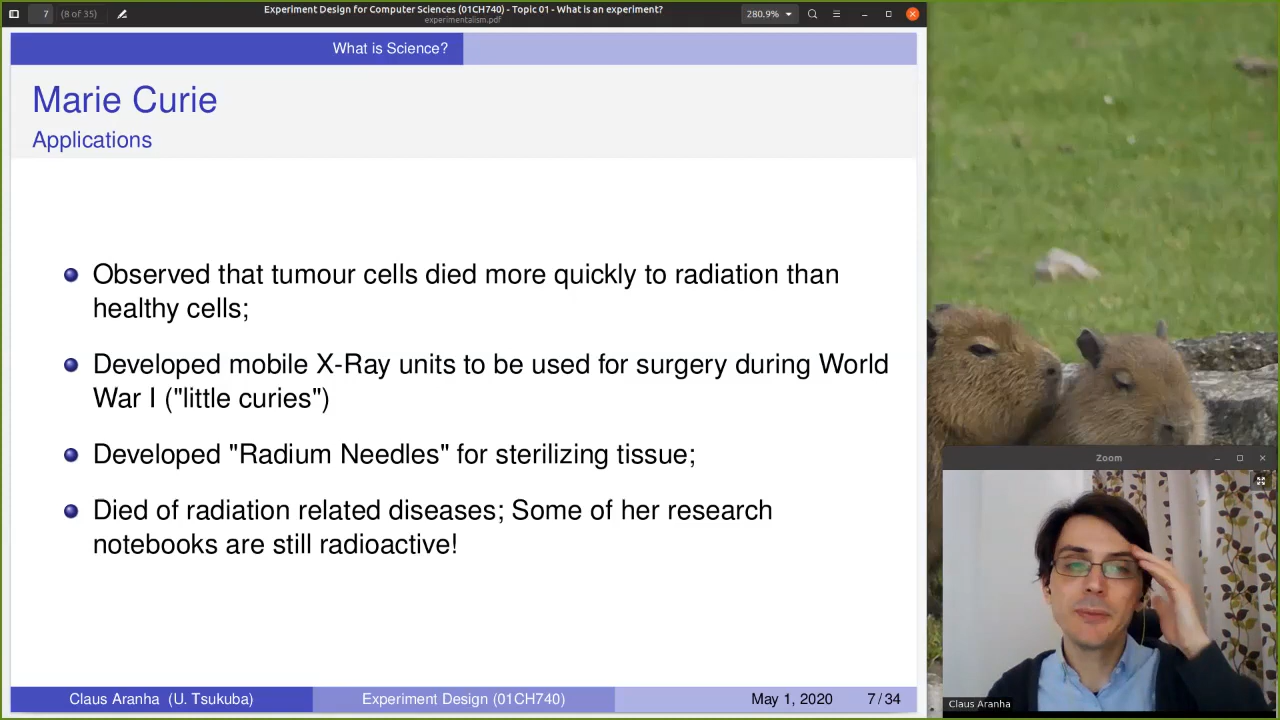 7 (8 of 35)
Experiment Design for Computer Sciences (01CH740) - Topic 01 - What is an experiment?
experimentalism.pdf
280.9%
What is Science?
Marie Curie
Applications
Observed that tumour cells died more quickly to radiation than
healthy cells;
Developed mobile X-Ray units to be used for surgery during World
War I ("little curies")
Developed "Radium Needles" for sterilizing tissue;
Died of radiation related diseases; Some of her research
notebooks are still radioactive!
Claus Aranha (U. Tsukuba)
Experiment Design (01CH740)
May 1, 2020
7 / 34
Zoom
Claus Aranha